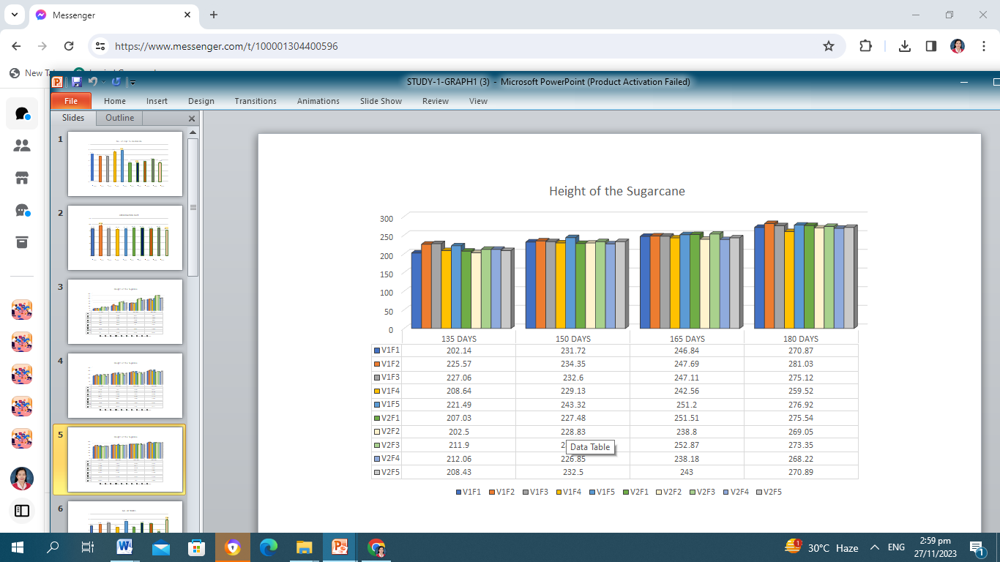 Messenger
https://www.messenger.com/t/100001304400596
New Ta
STUDY-1-GRAPH1 (3) - Microsoft PowerPoint (Product Activation Failed)
File Home Insert Design Transitions Animations Slide Show Review View
Slides Outline
1
2
3
4
5
6
Height of the Sugarcane
300
250
200
150
100
50
0
135 DAYS 150 DAYS 165 DAYS 180 DAYS
V1F1 202.14 231.72 246.84 270.87
V1F2 225.57 234.35 247.69 281.03
V1F3 227.06 232.6 247.11 275.12
V1F4 208.64 229.13 242.56 259.52
V1F5 221.49 243.32 251.2 276.92
V2F1 207.03 227.48 251.51 275.54
V2F2 202.5 228.83 238.8 269.05
V2F3 211.9 2 252.87 273.35
Data Table
V2F4 212.06 226.85 238.18 268.22
V2F5 208.43 232.5 243 270.89
V1F1 V1F2 V1F3 V1F4 V1F5 V2F1 V2F2 V2F3 V2F4 V2F5
30°C Haze ENG 2:59 pm
27/11/2023